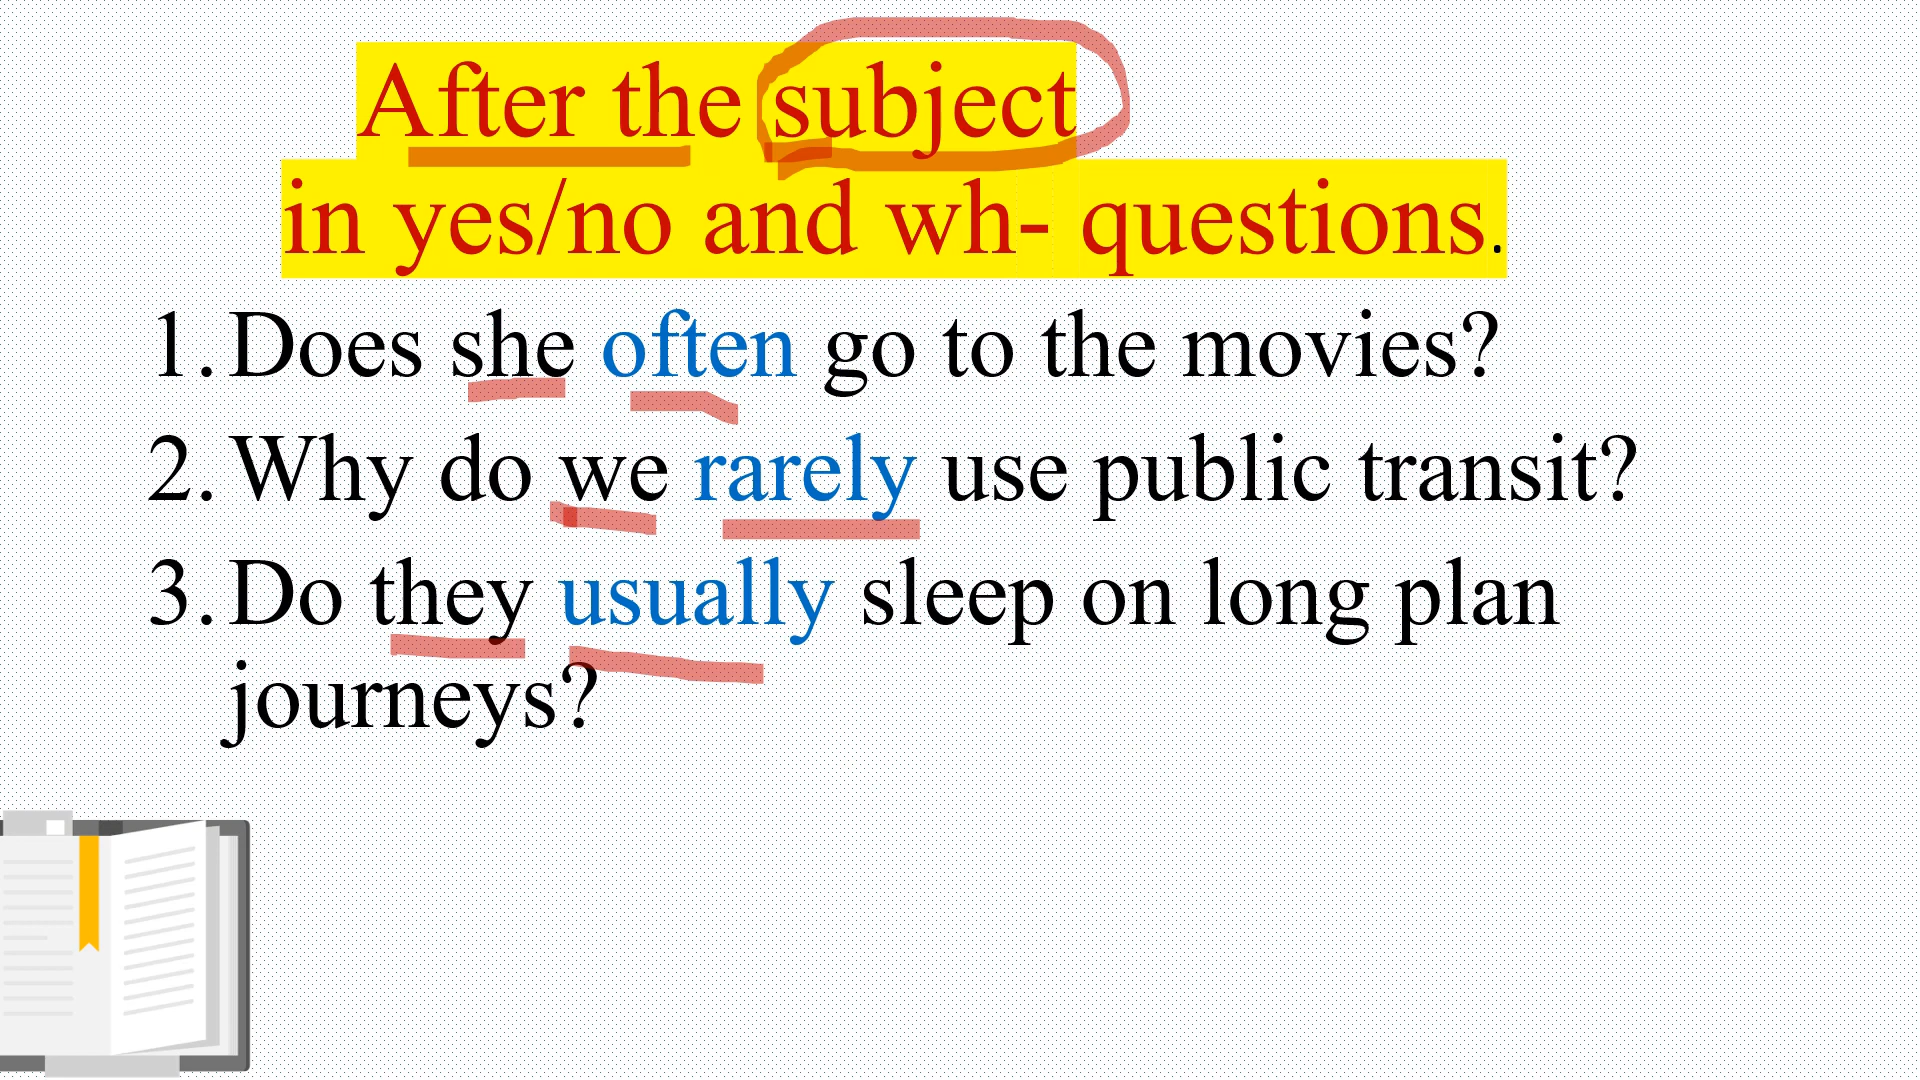 After the subject
in yes/no and wh- questions.
1. Does she often go to the movies?
2. Why do we rarely use public transit?
3. Do they usually sleep on long plan
journeys?